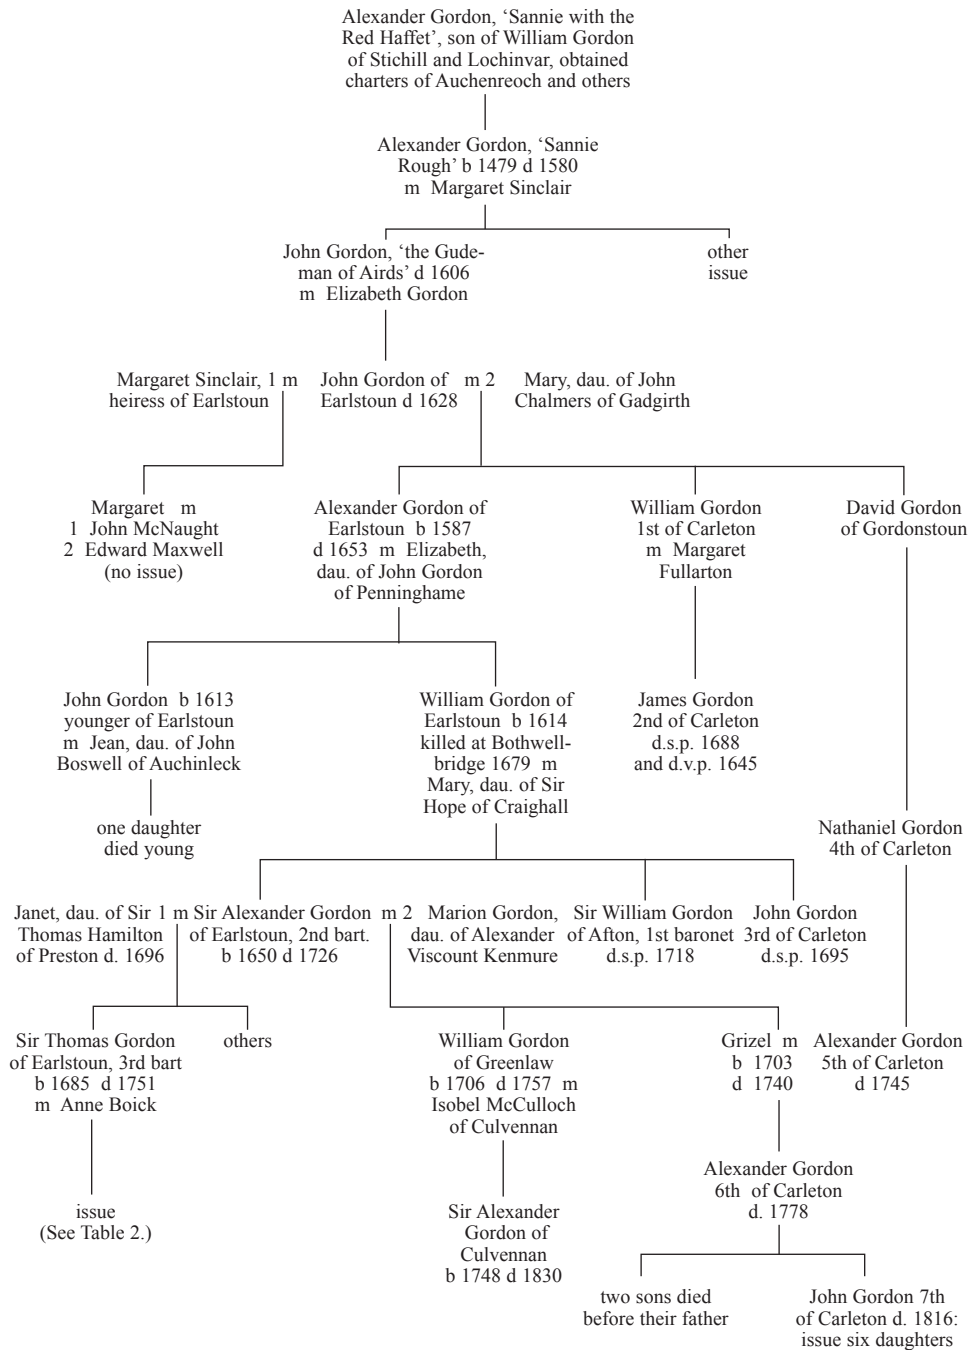 Alexander Gordon, ‘Sannie with the
Red Haffet’, son of William Gordon
of Stichill and Lochinvar, obtained
charters of Auchenreoch and others
Alexander Gordon, ‘Sannie
Rough’ b 1479 d 1580
m Margaret Sinclair
John Gordon, ‘the Gude-
man of Airds’ d 1606
m Elizabeth Gordon
other
issue
Margaret Sinclair, 1 m
heiress of Earlstoun
John Gordon of m 2
Earlstoun d 1628
Mary, dau. of John
Chalmers of Gadgirth
Margaret m
1 John McNaught
2 Edward Maxwell
(no issue)
Alexander Gordon of
Earlstoun b 1587
d 1653 m Elizabeth,
dau. of John Gordon
of Penninghame
William Gordon
1st of Carleton
m Margaret
Fullarton
David Gordon
of Gordonstoun
John Gordon b 1613
younger of Earlstoun
m Jean, dau. of John
Boswell of Auchinleck
William Gordon of
Earlstoun b 1614
killed at Bothwell-
bridge 1679 m
Mary, dau. of Sir
Hope of Craighall
James Gordon
2nd of Carleton
d.s.p. 1688
and d.v.p. 1645
one daughter
died young
Nathaniel Gordon
4th of Carleton
Janet, dau. of Sir 1 m
Thomas Hamilton
of Preston d. 1696
Sir Alexander Gordon m 2
of Earlstoun, 2nd bart.
b 1650 d 1726
Marion Gordon,
dau. of Alexander
Viscount Kenmure
Sir William Gordon
of Afton, 1st baronet
d.s.p. 1718
John Gordon
3rd of Carleton
d.s.p. 1695
Sir Thomas Gordon
of Earlstoun, 3rd bart
b 1685 d 1751
m Anne Boick
others
William Gordon
of Greenlaw
b 1706 d 1757 m
Isobel McCulloch
of Culvennan
Grizel m
b 1703
d 1740
Alexander Gordon
5th of Carleton
d 1745
issue
(See Table 2.)
Sir Alexander
Gordon of
Culvennan
b 1748 d 1830
Alexander Gordon
6th of Carleton
d. 1778
two sons died
before their father
John Gordon 7th
of Carleton d. 1816:
issue six daughters